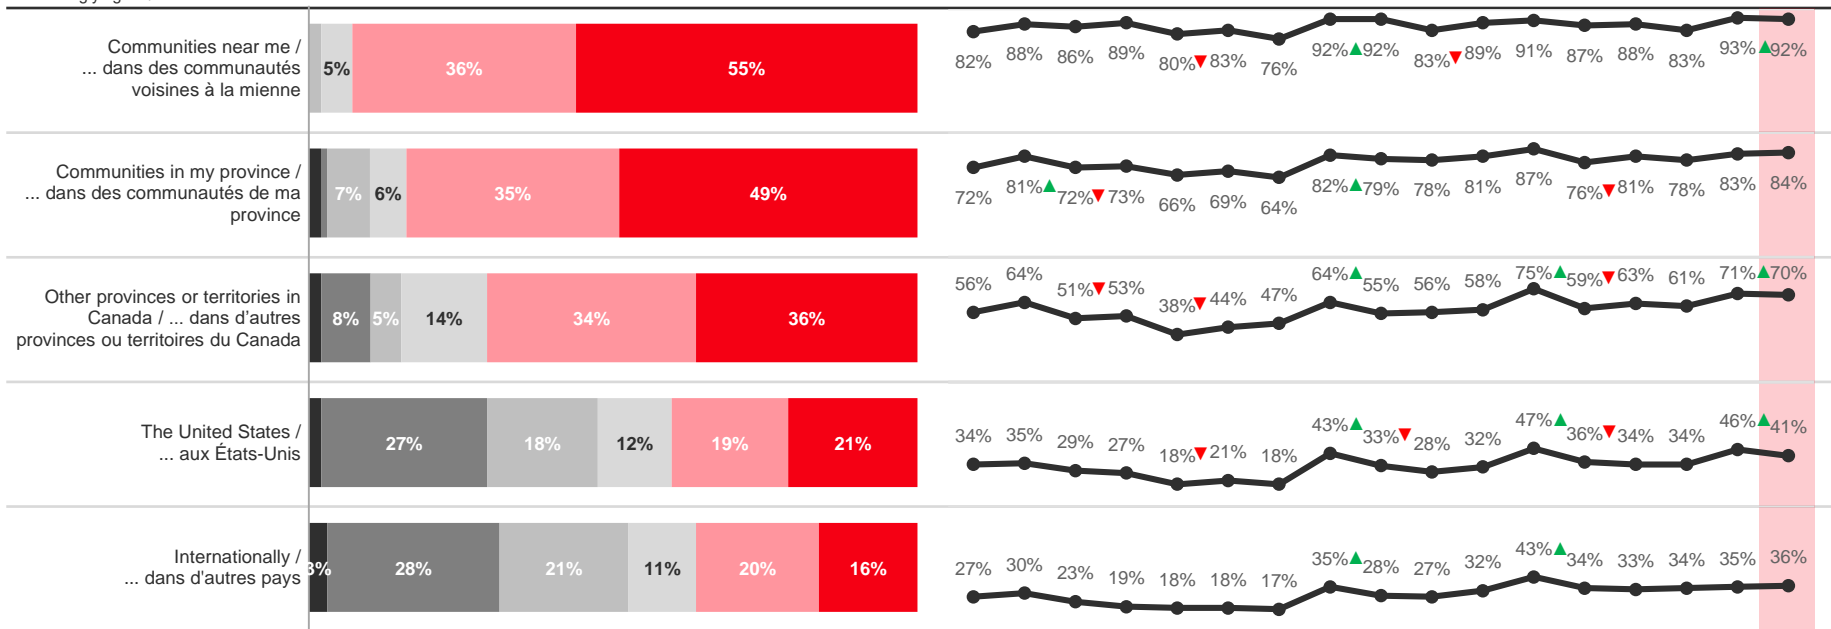 Communities near me /
... dans des communautés
voisines à la mienne
5% 36% 55%
82% 88% 86% 89% 80%▼ 83% 76% 92%▲ 92% 83%▼ 89% 91% 87% 88% 83% 93%▲ 92%
Communities in my province /
... dans des communautés de ma
province
7% 6% 35% 49%
72% 81%▲ 72%▼ 73% 66% 69% 64% 82%▲ 79% 78% 81% 87% 76%▼ 81% 78% 83% 84%
Other provinces or territories in
Canada / ... dans d'autres
provinces ou territoires du Canada
8% 5% 14% 34% 36%
56% 64% 51%▼ 53% 38%▼ 44% 47% 64%▲ 55% 56% 58% 75%▲ 59%▼ 63% 61% 71%▲ 70%
The United States /
... aux États-Unis
27% 18% 12% 19% 21%
34% 35% 29% 27% 18%▼ 21% 18% 43%▲ 33%▼ 28% 32% 47%▲ 36%▼ 34% 34% 46%▲ 41%
Internationally /
... dans d'autres pays
3% 28% 21% 11% 20% 16%
27% 30% 23% 19% 18% 18% 17% 35%▲ 28% 27% 32% 43%▲ 34% 33% 34% 35% 36%